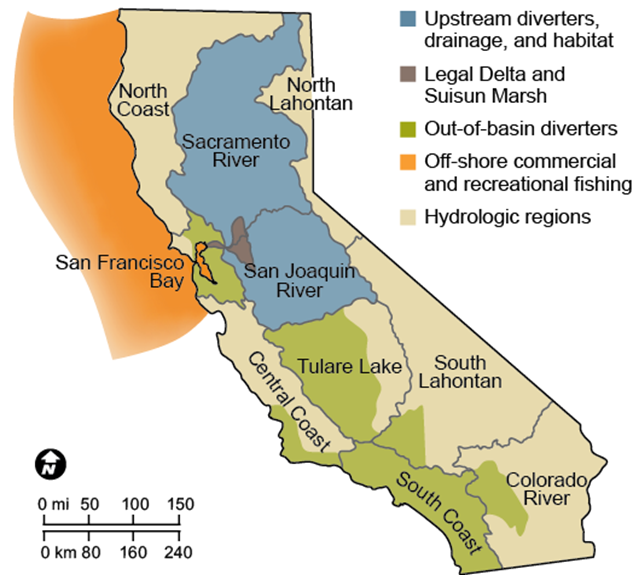 Upstream diverters,
drainage, and habitat
Legal Delta and
Suisun Marsh
Out-of-basin diverters
Off-shore commercial
and recreational fishing
Hydrologic regions
North
Coast
North
Lahontan
Sacramento
River
San Francisco
Bay
San Joaquin
River
Central Coast
Tulare Lake
South
Lahontan
South Coast
Colorado
River
N
0 mi 50 100 150
0 km 80 160 240